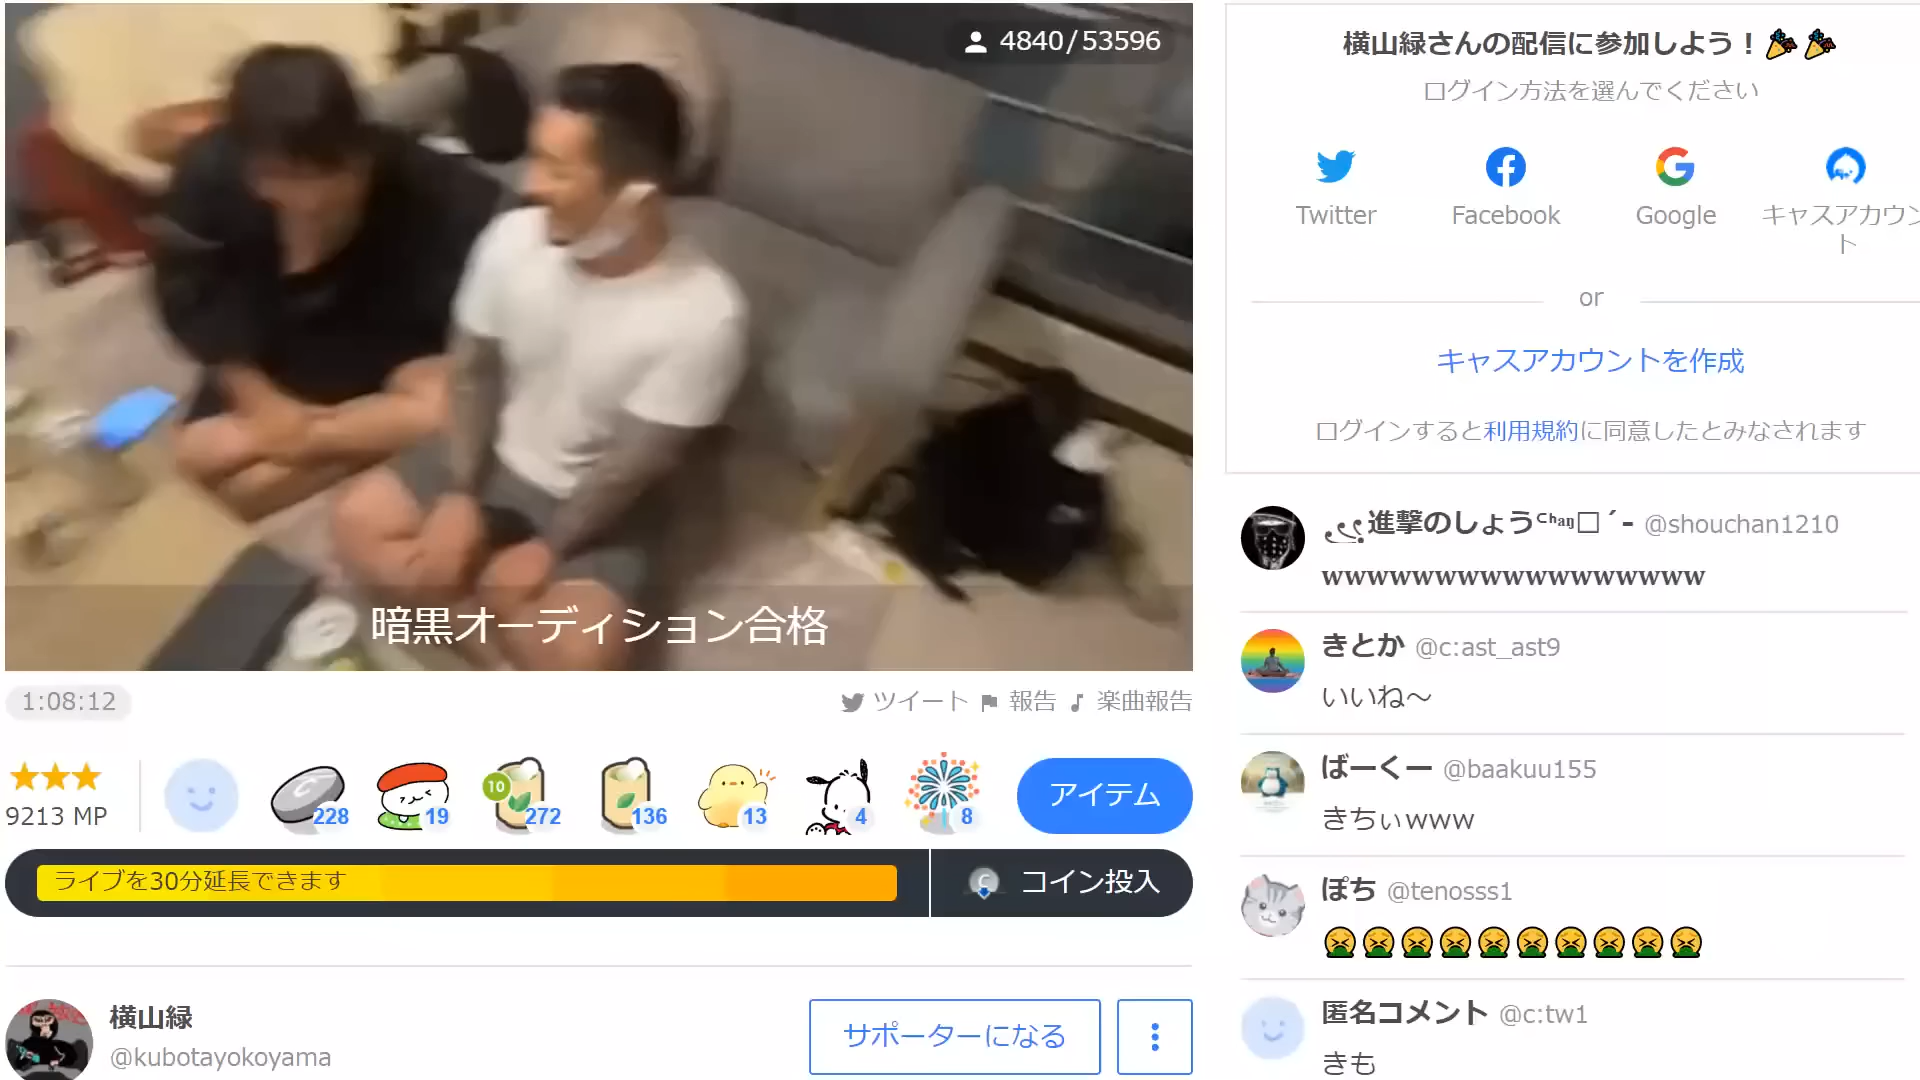 4840/53596
暗黒オーディション合格
1:08:12
ツイート 報告 楽曲報告
9213 MP
228
19
10
272
136
13
4
8
アイテム
ライブを30分延長できます
コイン投入
横山緑
@kubotayokoyama
サポーターになる
横山緑さんの配信に参加しよう！🎉🎉
ログイン方法を選んでください
Twitter
Facebook
Google
キャスアカウン
ト
or
キャスアカウントを作成
ログインすると利用規約に同意したとみなされます
進撃のしょうᶜʰᵃᵑ□´- @shouchan1210
wwwwwwwwwwwwwwwww
きとか @c:ast_ast9
いいね〜
ばーくー @baakuu155
きちぃwww
ぽち @tenosss1
🤮🤮🤮🤮🤮🤮🤮🤮🤮🤮
匿名コメント @c:tw1
きも